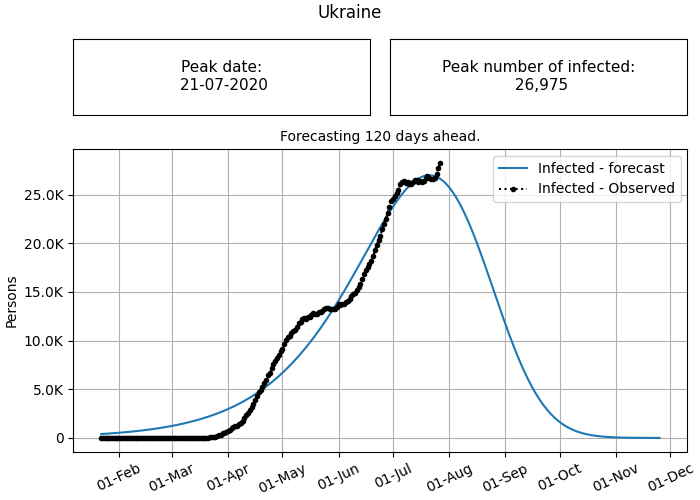 Ukraine
Peak date:
21-07-2020
Peak number of infected:
26,975
Forecasting 120 days ahead.
Infected - forecast
Infected - Observed
Persons
25.0K
20.0K
15.0K
10.0K
5.0K
0
01-Feb
01-Mar
01-Apr
01-May
01-Jun
01-Jul
01-Aug
01-Sep
01-Oct
01-Nov
01-Dec